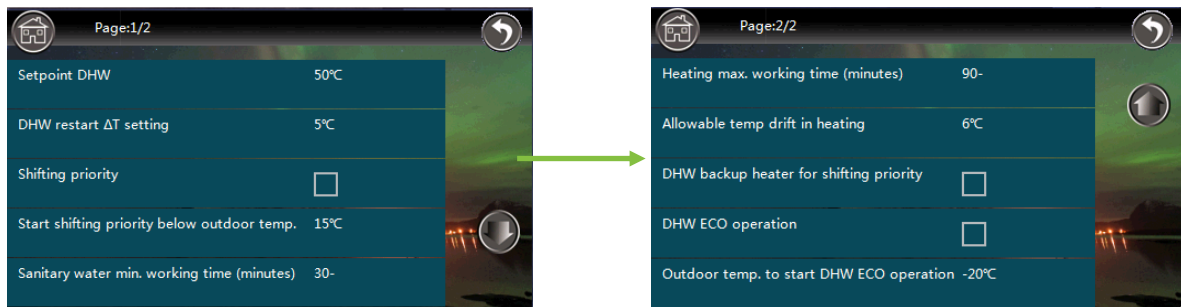 Page:1/2
Setpoint DHW 50℃
DHW restart ΔT setting 5℃
Shifting priority
Start shifting priority below outdoor temp. 15℃
Sanitary water min. working time (minutes) 30-
Page:2/2
Heating max. working time (minutes) 90-
Allowable temp drift in heating 6℃
DHW backup heater for shifting priority
DHW ECO operation
Outdoor temp. to start DHW ECO operation -20℃